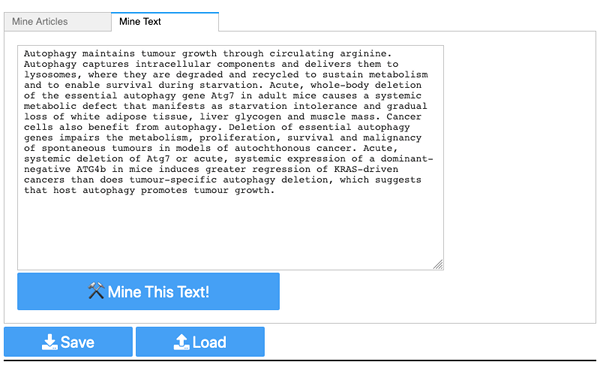 Mine Articles
Mine Text
Autophagy maintains tumour growth through circulating arginine.
Autophagy captures intracellular components and delivers them to
lysosomes, where they are degraded and recycled to sustain metabolism
and to enable survival during starvation. Acute, whole-body deletion
of the essential autophagy gene Atg7 in adult mice causes a systemic
metabolic defect that manifests as starvation intolerance and gradual
loss of white adipose tissue, liver glycogen and muscle mass. Cancer
cells also benefit from autophagy. Deletion of essential autophagy
genes impairs the metabolism, proliferation, survival and malignancy
of spontaneous tumours in models of autochthonous cancer. Acute,
systemic deletion of Atg7 or acute, systemic expression of a dominant-
negative ATG4b in mice induces greater regression of KRAS-driven
cancers than does tumour-specific autophagy deletion, which suggests
that host autophagy promotes tumour growth.
Mine This Text!
Save
Load